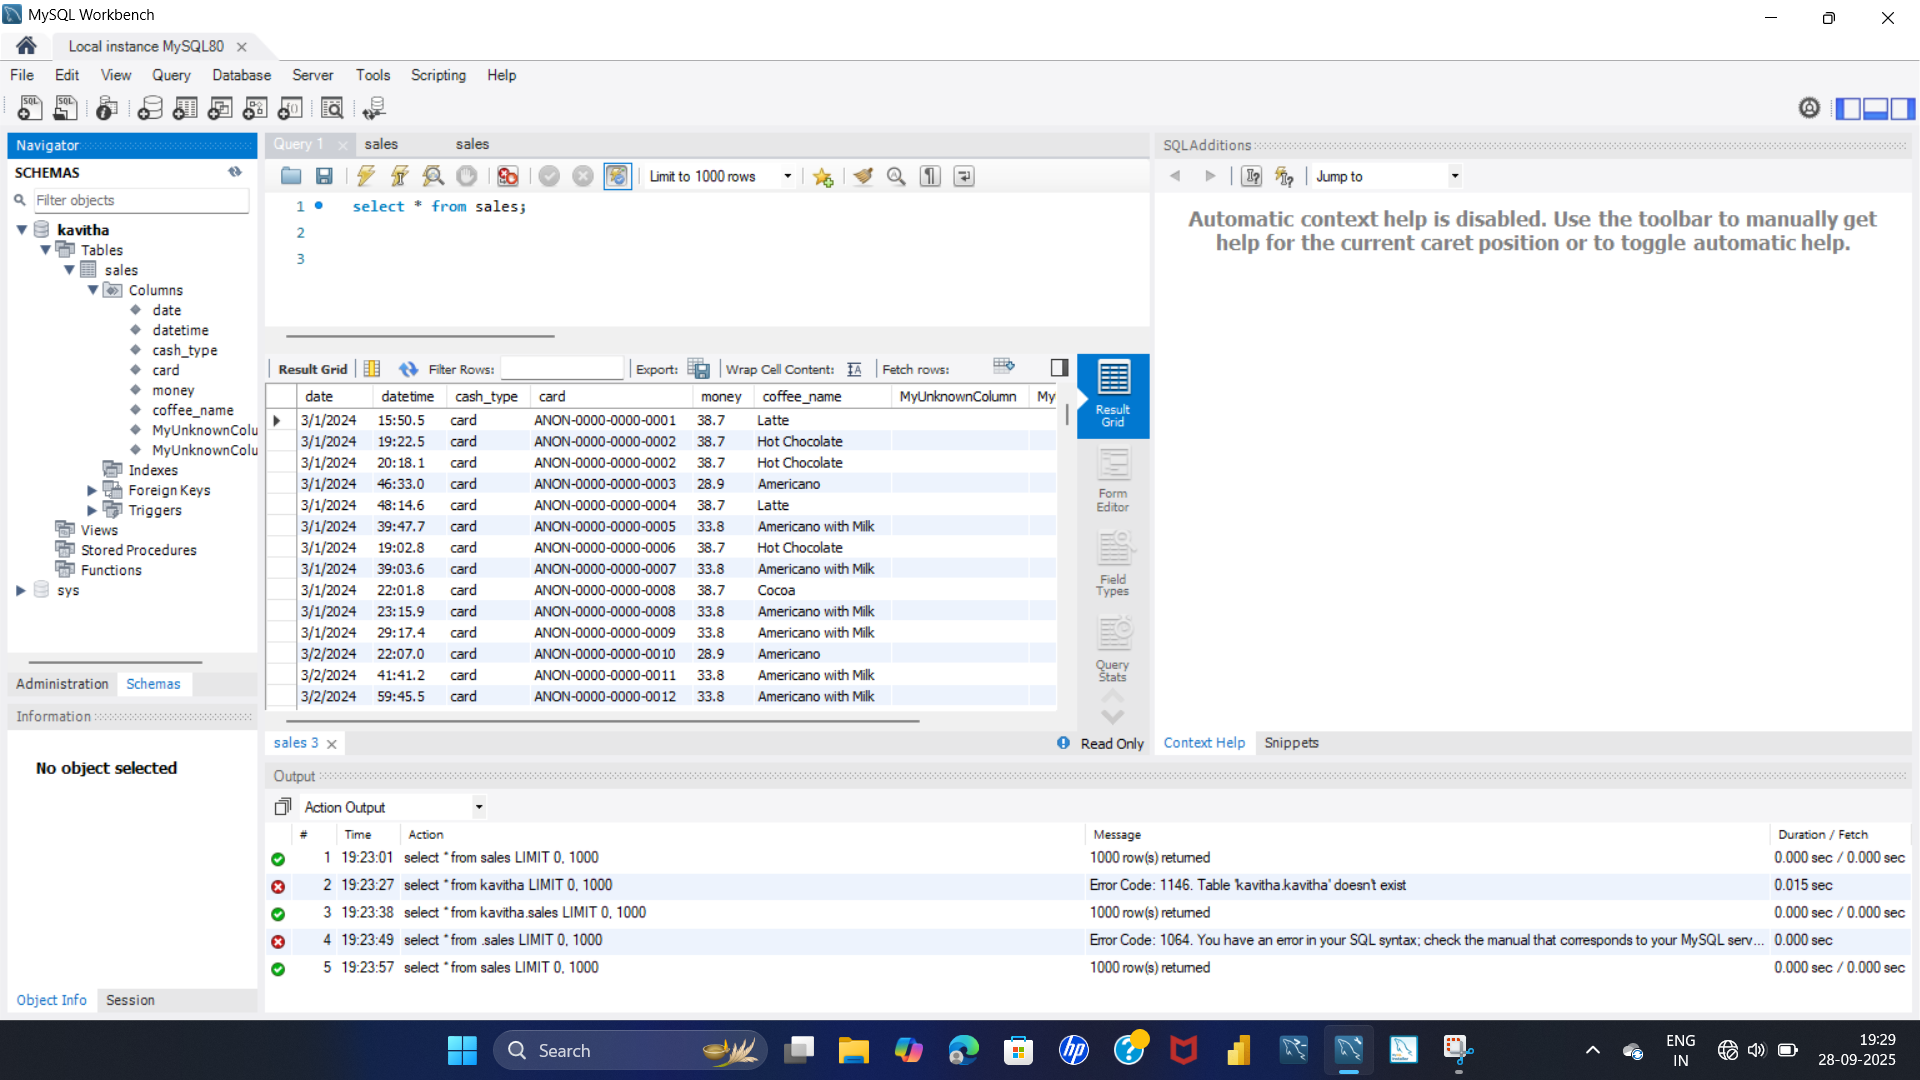 MySQL Workbench
Local instance MySQL80
File Edit View Query Database Server Tools Scripting Help
Navigator
SCHEMAS
Filter objects
kavitha
Tables
sales
Columns
date
datetime
cash_type
card
money
coffee_name
MyUnknownColu
MyUnknownColu
Indexes
Foreign Keys
Triggers
Views
Stored Procedures
Functions
sys
Administration Schemas
Information
No object selected
Object Info Session
Query 1 sales sales
Limit to 1000 rows
1 select * from sales;
2
3
Result Grid Filter Rows: Export: Wrap Cell Content: Fetch rows:
date datetime cash_type card money coffee_name MyUnknownColumn My
3/1/2024 15:50.5 card ANON-0000-0000-0001 38.7 Latte
3/1/2024 19:22.5 card ANON-0000-0000-0002 38.7 Hot Chocolate
3/1/2024 20:18.1 card ANON-0000-0000-0002 38.7 Hot Chocolate
3/1/2024 46:33.0 card ANON-0000-0000-0003 28.9 Americano
3/1/2024 48:14.6 card ANON-0000-0000-0004 38.7 Latte
3/1/2024 39:47.7 card ANON-0000-0000-0005 33.8 Americano with Milk
3/1/2024 19:02.8 card ANON-0000-0000-0006 38.7 Hot Chocolate
3/1/2024 39:03.6 card ANON-0000-0000-0007 33.8 Americano with Milk
3/1/2024 22:01.8 card ANON-0000-0000-0008 38.7 Cocoa
3/1/2024 23:15.9 card ANON-0000-0000-0008 33.8 Americano with Milk
3/1/2024 29:17.4 card ANON-0000-0000-0009 33.8 Americano with Milk
3/2/2024 22:07.0 card ANON-0000-0000-0010 28.9 Americano
3/2/2024 41:41.2 card ANON-0000-0000-0011 33.8 Americano with Milk
3/2/2024 59:45.5 card ANON-0000-0000-0012 33.8 Americano with Milk
Result
Grid
Form
Editor
Field
Types
Query
Stats
sales 3
Read Only
SQLAdditions
Jump to
Automatic context help is disabled. Use the toolbar to manually get
help for the current caret position or to toggle automatic help.
Context Help Snippets
Output
Action Output
# Time Action Message Duration / Fetch
1 19:23:01 select * from sales LIMIT 0, 1000 1000 row(s) returned 0.000 sec / 0.000 sec
2 19:23:27 select * from kavitha LIMIT 0, 1000 Error Code: 1146. Table 'kavitha.kavitha' doesn't exist 0.015 sec
3 19:23:38 select * from kavitha.sales LIMIT 0, 1000 1000 row(s) returned 0.000 sec / 0.000 sec
4 19:23:49 select * from .sales LIMIT 0, 1000 Error Code: 1064. You have an error in your SQL syntax; check the manual that corresponds to your MySQL serv... 0.000 sec
5 19:23:57 select * from sales LIMIT 0, 1000 1000 row(s) returned 0.000 sec / 0.000 sec
Search
ENG
IN
19:29
28-09-2025